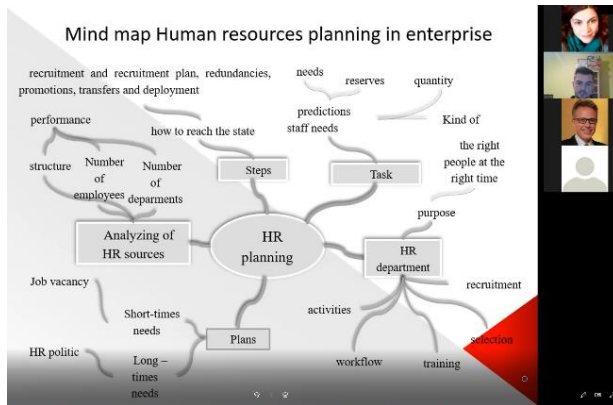 Mind map Human resources planning in enterprise
recruitment and recruitment plan, redundancies,
promotions, transfers and deployment
needs
reserves
quantity
performance
predictions
staff needs
Kind of
how to reach the state
structure
Number
of
employees
Number
of
deparments
Steps
Task
the right
people at the
right time
purpose
Analyzing of
HR sources
HR
planning
HR
department
recruitment
Job vacancy
Short-times
needs
activities
selection
Plans
HR politic
Long –
times
needs
workflow
training